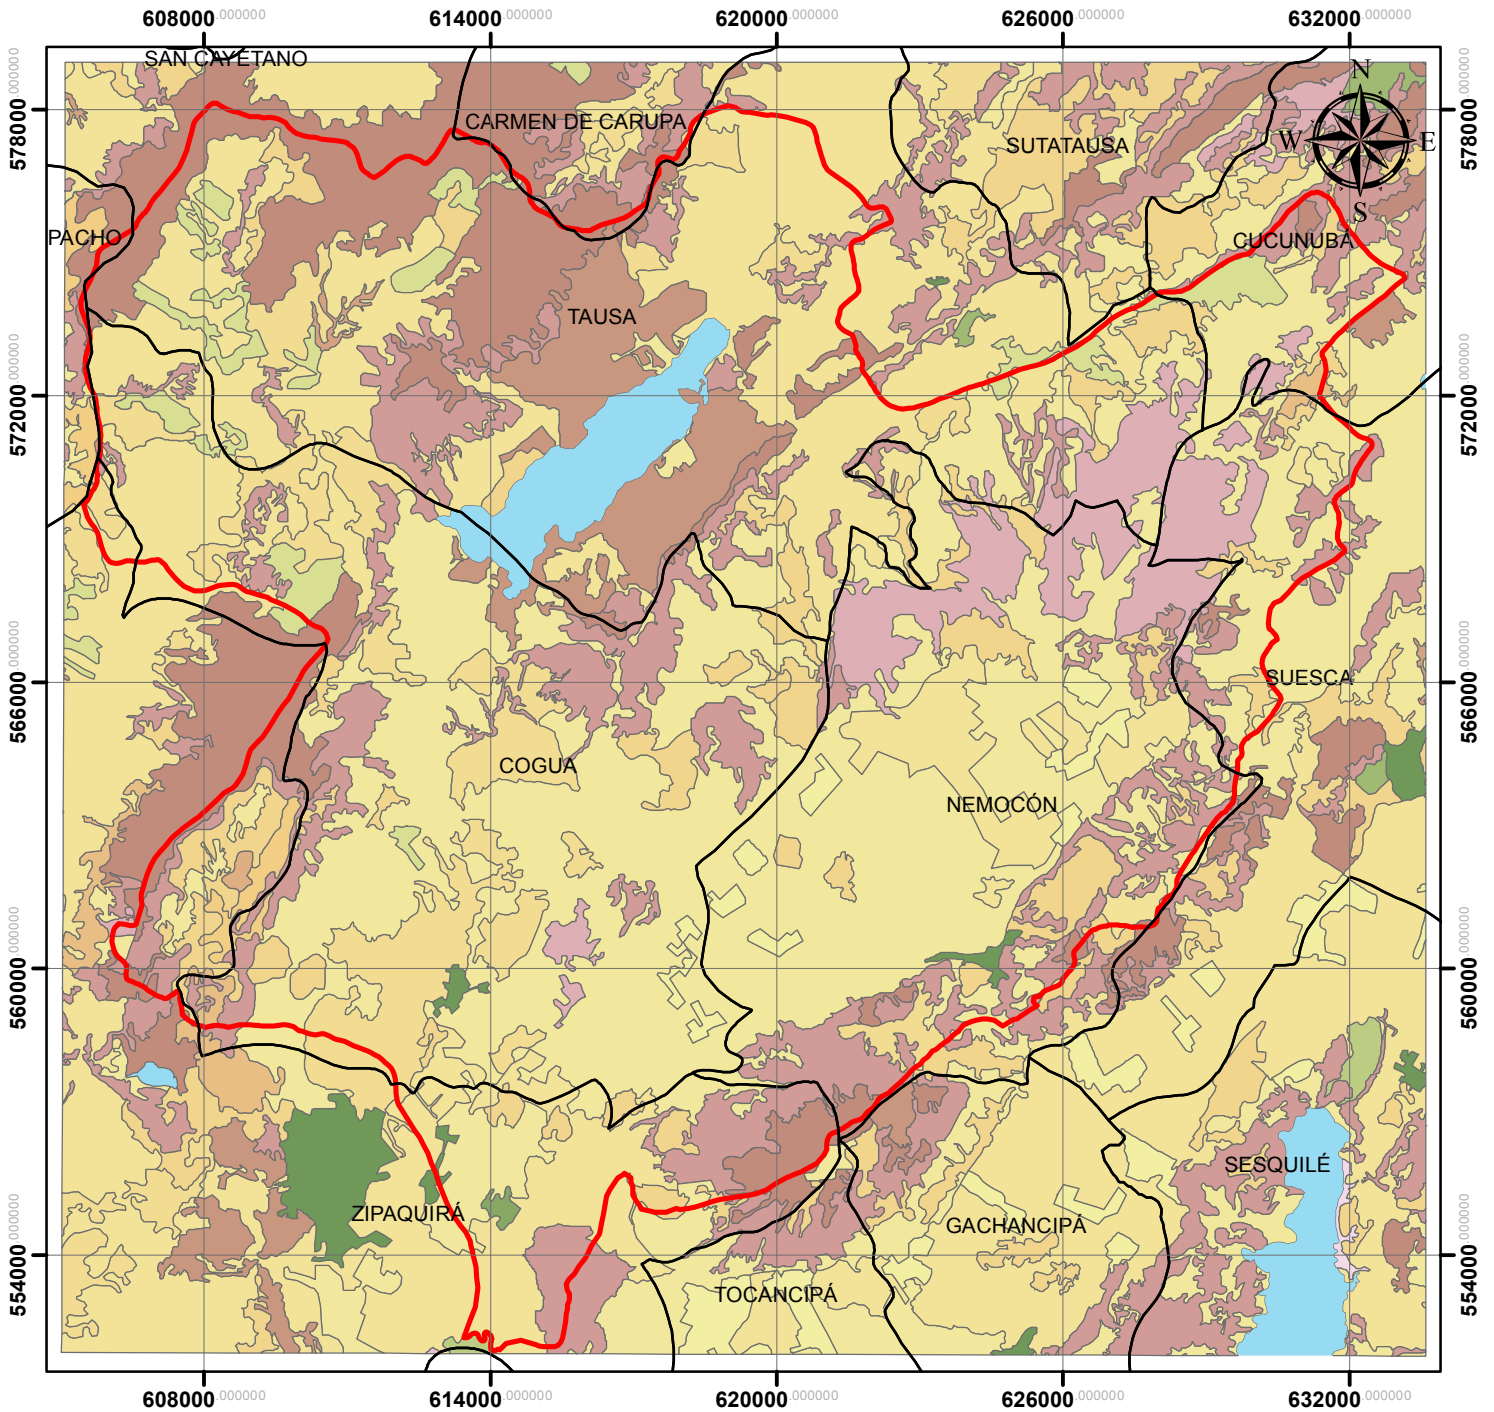 608000.000000 614000.000000 620000.000000 626000.000000 632000.000000
SAN CAYETANO
N
578000.000000
578000.000000
CARMEN DE CARUPA
SUTATAUSA
W
E
S
PACHO
CUCUNUBÁ
TAUSA
572000.000000
572000.000000
566000.000000
566000.000000
SUESCA
COGUA
NEMOCÓN
560000.000000
560000.000000
SESQUILÉ
ZIPAQUIRÁ
GACHANCIPÁ
554000.000000
554000.000000
TOCANCIPÁ
608000.000000 614000.000000 620000.000000 626000.000000 632000.000000